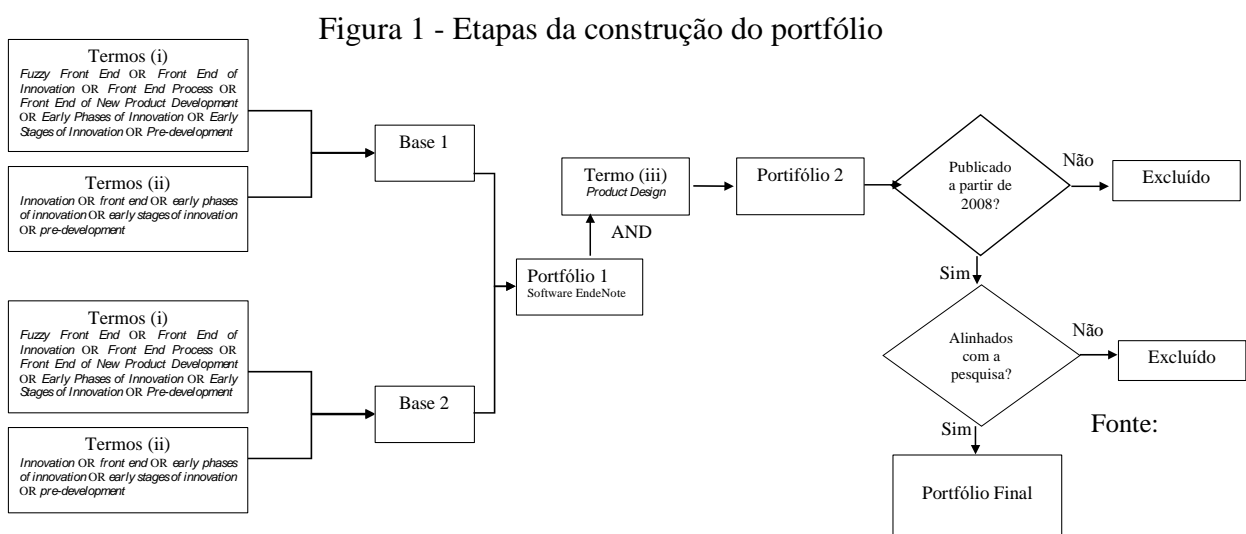 Figura 1 - Etapas da construção do portfólio
Termos (i)
Fuzzy Front End OR Front End of
Innovation OR Front End Process OR
Front End of New Product Development
OR Early Phases of Innovation OR Early
Stages of Innovation OR Pre-development
Termos (ii)
Innovation OR front end OR early phases
of innovation OR early stages of innovation
OR pre-development
Base 1
Termos (i)
Fuzzy Front End OR Front End of
Innovation OR Front End Process OR
Front End of New Product Development
OR Early Phases of Innovation OR Early
Stages of Innovation OR Pre-development
Termos (ii)
Innovation OR front end OR early phases
of innovation OR early stages of innovation
OR pre-development
Base 2
Portfólio 1
Software EndeNote
AND
Termo (iii)
Product Design
Portifólio 2
Publicado
a partir de
2008?
Não
Excluído
Sim
Alinhados
com a
pesquisa?
Não
Excluído
Sim
Portfólio Final
Fonte: